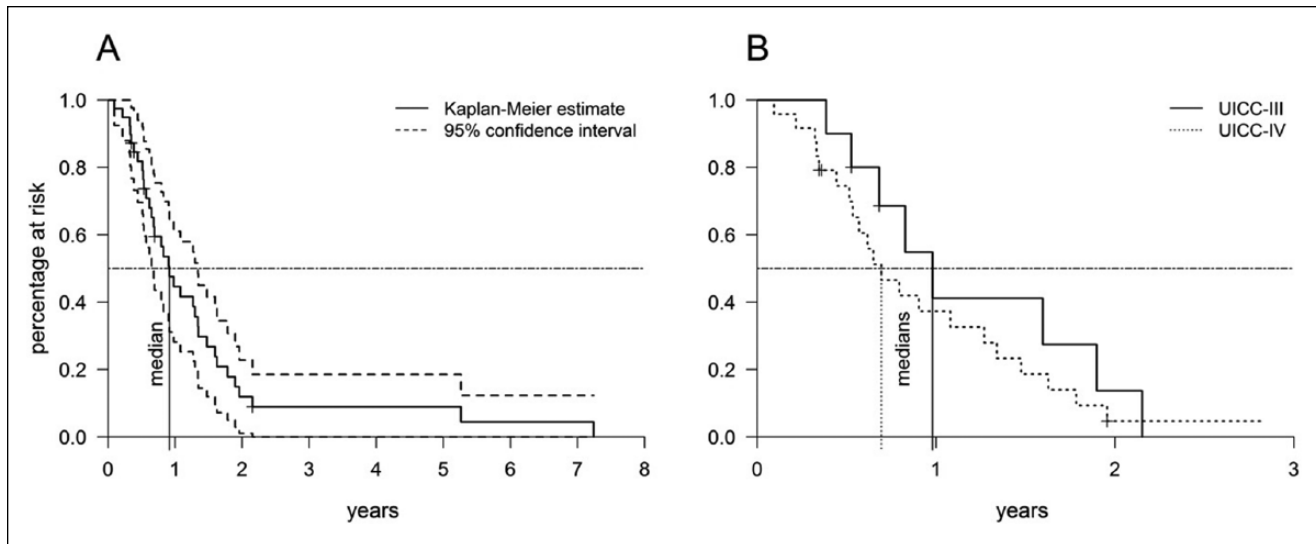 A
1.0
0.8
0.6
0.4
0.2
0.0
percentage at risk
Kaplan-Meier estimate
95% confidence interval
median
0 1 2 3 4 5 6 7 8
years
B
1.0
0.8
0.6
0.4
0.2
0.0
UICC-III
UICC-IV
medians
0 1 2 3
years